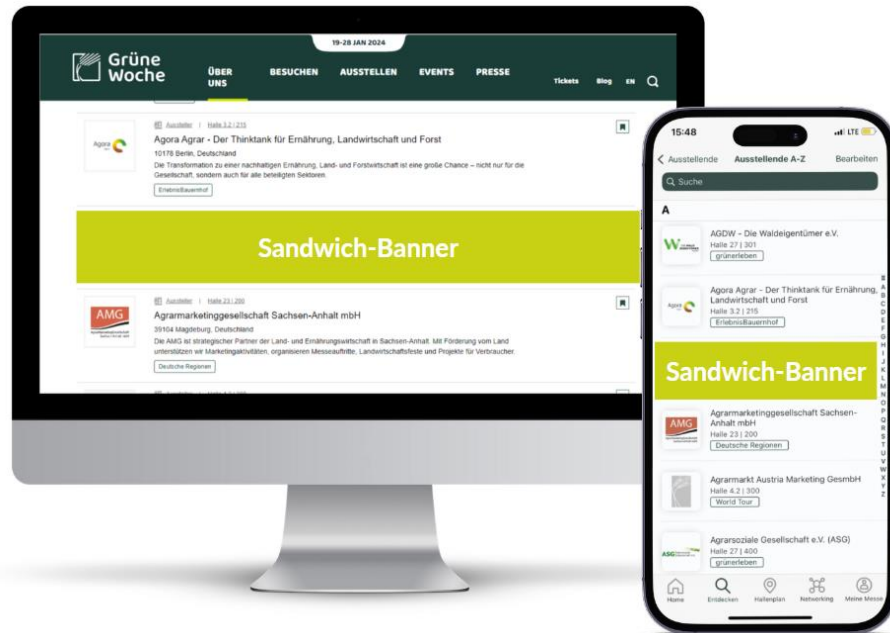 19-28 JAN 2024
Grüne
Woche
ÜBER
UNS
BESUCHEN
AUSSTELLEN
EVENTS
PRESSE
Tickets
Blog
EN
Aussteller | Halle 3.2 | 215
Agora Agrar - Der Thinktank für Ernährung, Landwirtschaft und Forst
10178 Berlin, Deutschland
Die Transformation zu einer nachhaltigen Ernährung, Land- und Forstwirtschaft ist eine große Chance – nicht nur für die
Gesellschaft, sondern auch für alle beteiligten Sektoren.
ErlebnisBauernhof
Agora
Sandwich-Banner
Aussteller | Halle 23 | 200
AMG
Agrarmarketinggesellschaft Sachsen-Anhalt mbH
39104 Magdeburg, Deutschland
Die AMG ist strategischer Partner der Land- und Ernährungswirtschaft in Sachsen-Anhalt. Mit Förderung vom Land
unterstützen wir Marketingaktivitäten, organisieren Messeauftritte, Landwirtschaftsfeste und Projekte für Verbraucher.
Deutsche Regionen
15:48
LTE
Ausstellende
Ausstellende A-Z
Bearbeiten
Suche
A
AGDW – Die Waldeigentümer e.V.
Halle 27 | 301
grünerleben
Agora
Agora Agrar - Der Thinktank für Ernährung,
Landwirtschaft und Forst
Halle 3.2 | 215
ErlebnisBauernhof
Sandwich-Banner
AMG
Agrarmarketinggesellschaft Sachsen-
Anhalt mbH
Halle 23 | 200
Deutsche Regionen
Agrarmarkt Austria Marketing GesmbH
Halle 4.2 | 300
World Tour
ASG
Agrarsoziale Gesellschaft e.V. (ASG)
Halle 27 | 400
grünerleben
Home
Entdecken
Hallenplan
Networking
Meine Messe